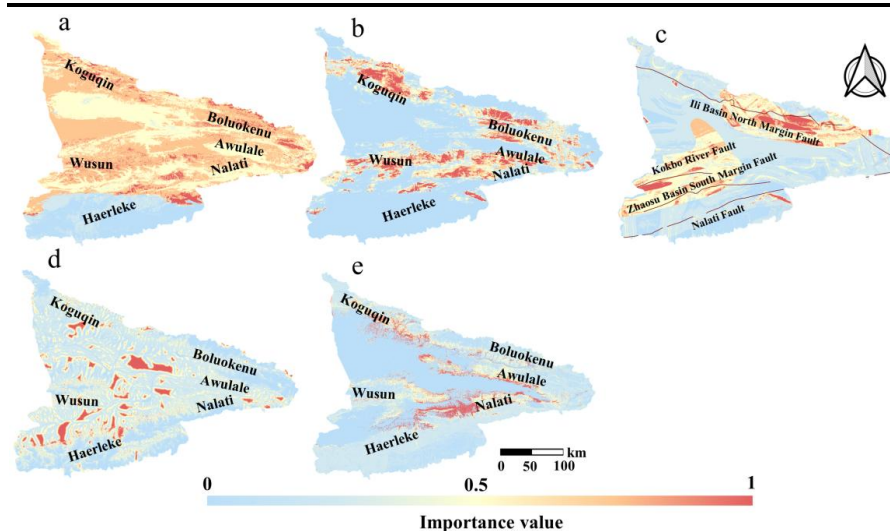 a
Koguqin
Boluokenu
Awulale
Wusun
Nalati
Haerleke
b
Koguqin
Boluokenu
Awulale
Wusun
Nalati
Haerleke
c
Ili Basin North Margin Fault
Kokbo River Fault
Zhaosu Basin South Margin Fault
Nalati Fault
d
Koguqin
Boluokenu
Awulale
Wusun
Nalati
Haerleke
e
Koguqin
Boluokenu
Awulale
Wusun
Nalati
Haerleke
km
0 50 100
0 0.5 1
Importance value